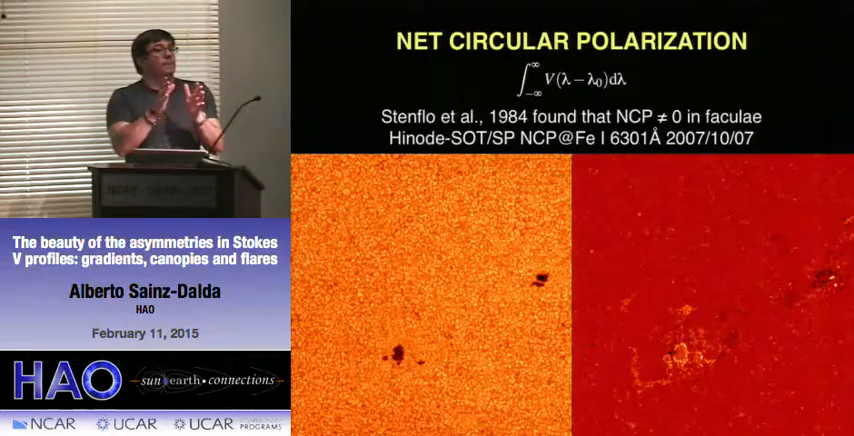 NET CIRCULAR POLARIZATION
∫_{-∞}^{∞} V(λ − λ₀)dλ
Stenflo et al., 1984 found that NCP ≠ 0 in faculae
Hinode-SOT/SP NCP@Fe I 6301Å 2007/10/07
The beauty of the asymmetries in Stokes
V profiles: gradients, canopies and flares
Alberto Sainz-Dalda
HAO
February 11, 2015
HAO
sun earth • connections
NCAR UCAR UCAR
PROGRAMS